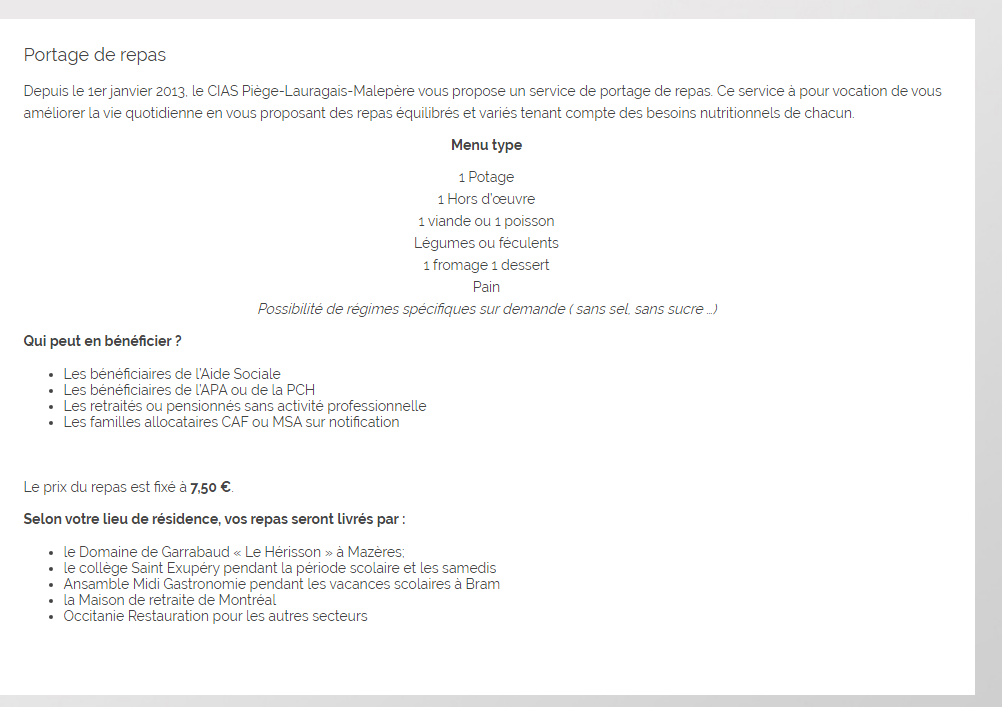 Portage de repas
Depuis le 1er janvier 2013, le CIAS Piège-Lauragais-Malepère vous propose un service de portage de repas. Ce service à pour vocation de vous
améliorer la vie quotidienne en vous proposant des repas équilibrés et variés tenant compte des besoins nutritionnels de chacun.
Menu type
1 Potage
1 Hors d'œuvre
1 viande ou 1 poisson
Légumes ou féculents
1 fromage 1 dessert
Pain
Possibilité de régimes spécifiques sur demande ( sans sel, sans sucre …)
Qui peut en bénéficier ?
• Les bénéficiaires de l'Aide Sociale
• Les bénéficiaires de l'APA ou de la PCH
• Les retraités ou pensionnés sans activité professionnelle
• Les familles allocataires CAF ou MSA sur notification
Le prix du repas est fixé à 7,50 €.
Selon votre lieu de résidence, vos repas seront livrés par :
• le Domaine de Garrabaud « Le Hérisson » à Mazères;
• le collège Saint Exupéry pendant la période scolaire et les samedis
• Ansamble Midi Gastronomie pendant les vacances scolaires à Bram
• la Maison de retraite de Montréal
• Occitanie Restauration pour les autres secteurs